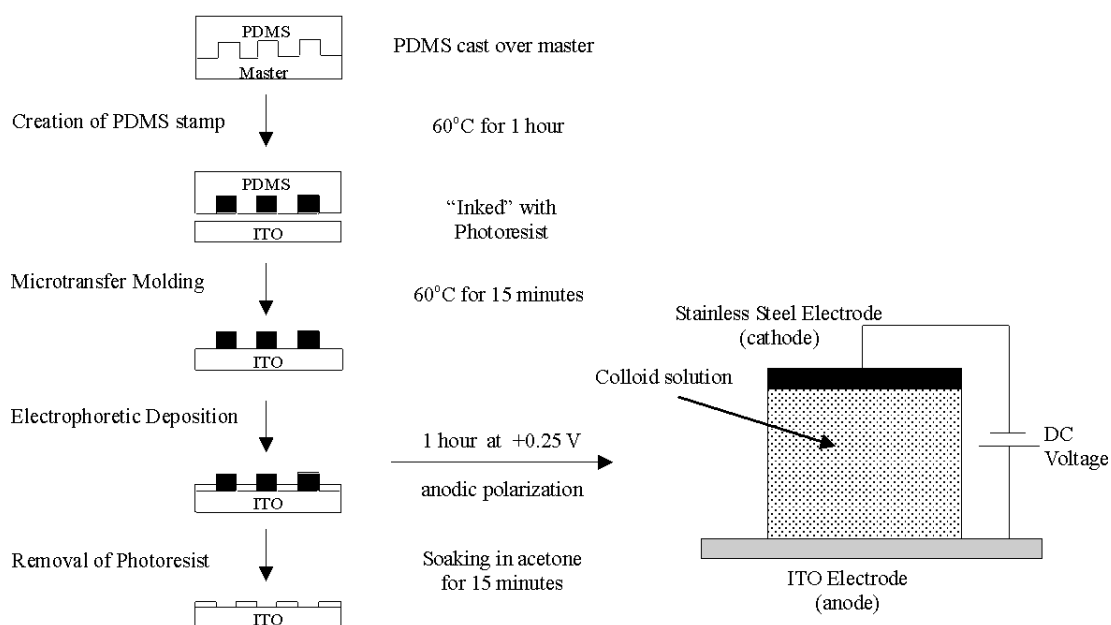 PDMS
Master
PDMS cast over master
Creation of PDMS stamp
60°C for 1 hour
PDMS
ITO
“Inked” with
Photoresist
Microtransfer Molding
60°C for 15 minutes
ITO
Electrophoretic Deposition
1 hour at +0.25 V
anodic polarization
ITO
Removal of Photoresist
Soaking in acetone
for 15 minutes
ITO
Stainless Steel Electrode
(cathode)
Colloid solution
DC
Voltage
ITO Electrode
(anode)